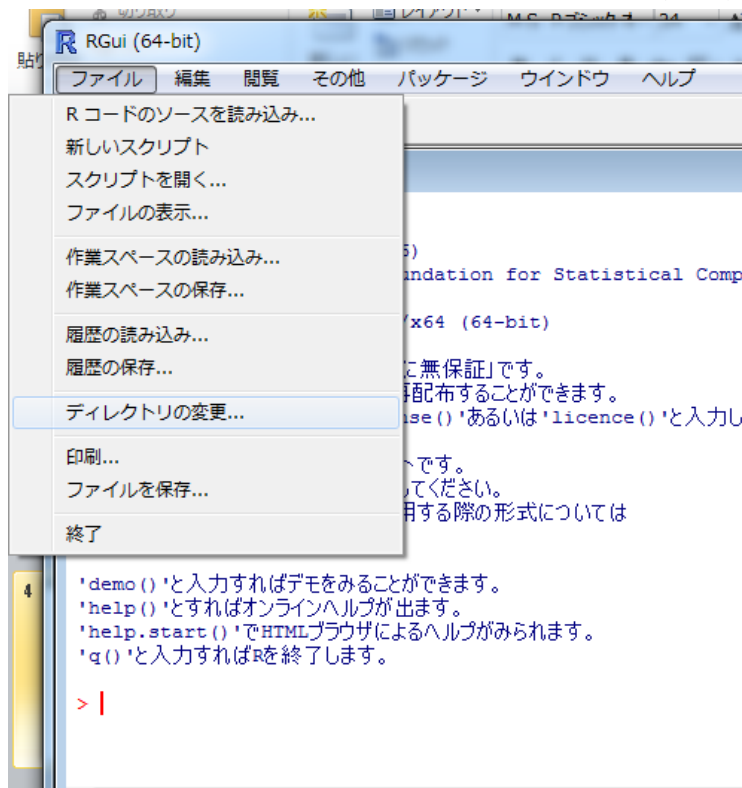 切り取り
レイアウト
貼り
RGui (64-bit)
ファイル 編集 閲覧 その他 パッケージ ウインドウ ヘルプ
R コードのソースを読み込み...
新しいスクリプト
スクリプトを開く...
ファイルの表示...
作業スペースの読み込み...
作業スペースの保存...
履歴の読み込み...
履歴の保存...
ディレクトリの変更...
印刷...
ファイルを保存...
終了
undation for Statistical Comp
/x64 (64-bit)
に無保証」です。
再配布することができます。
nse()'あるいは'licence()'と入力し
トです。
てください。
用する際の形式については
'demo()'と入力すればデモをみることができます。
'help()'とすればオンラインヘルプが出ます。
'help.start()'でHTMLブラウザによるヘルプがみられます。
'q()'と入力すればRを終了します。
>
4